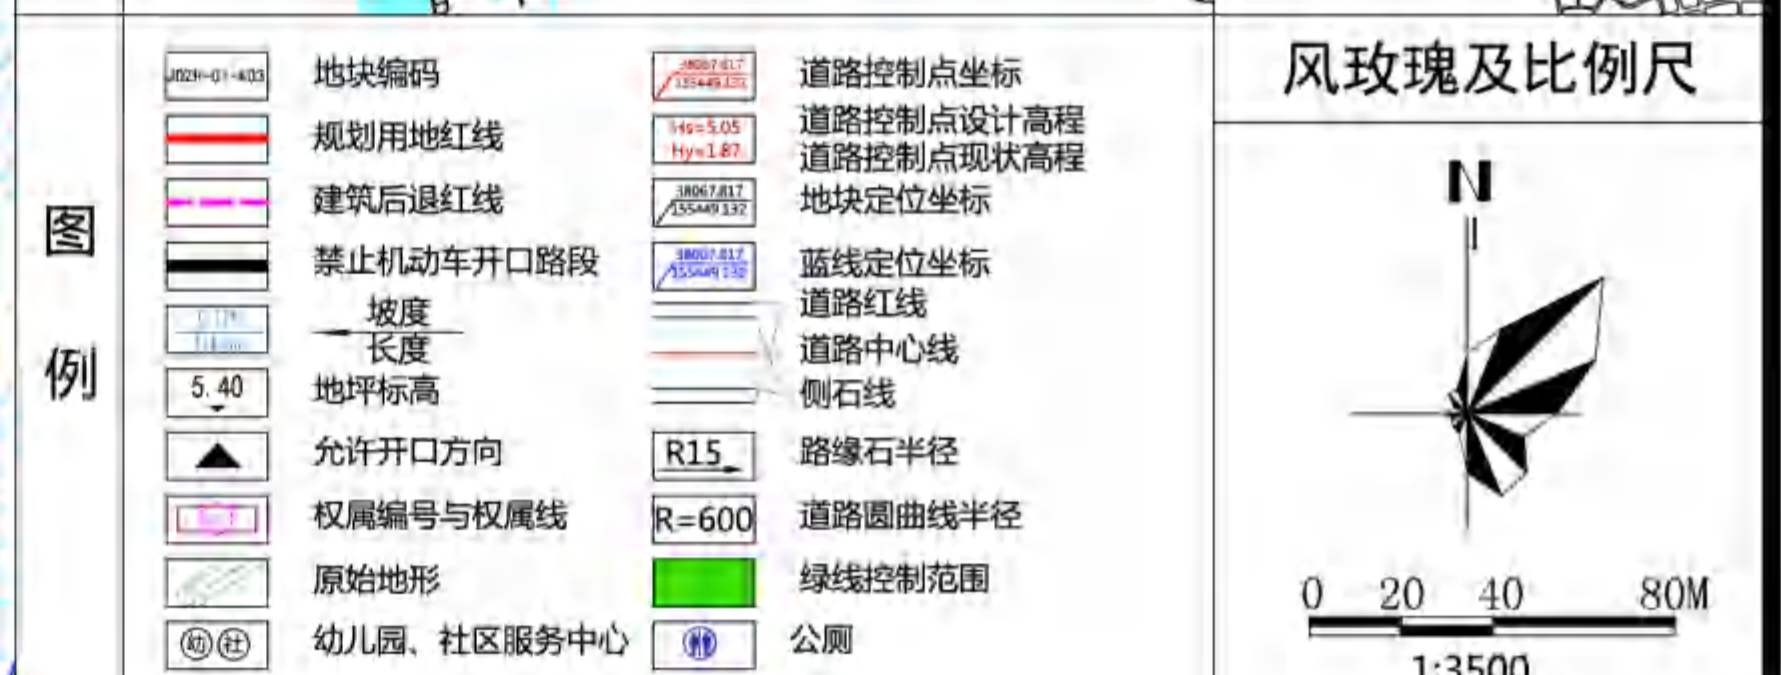 图
例
地块编码
规划用地红线
建筑后退红线
禁止机动车开口路段
坡度
长度
5.40
地坪标高
允许开口方向
权属编号与权属线
原始地形
幼 社
幼儿园、社区服务中心
道路控制点坐标
Hs=5.05
Hy=1.87
道路控制点设计高程
道路控制点现状高程
38067.817
155449.132
地块定位坐标
蓝线定位坐标
道路红线
道路中心线
侧石线
R15
路缘石半径
R=600
道路圆曲线半径
绿线控制范围
公厕
风玫瑰及比例尺
N
0 20 40 80M
1:3500